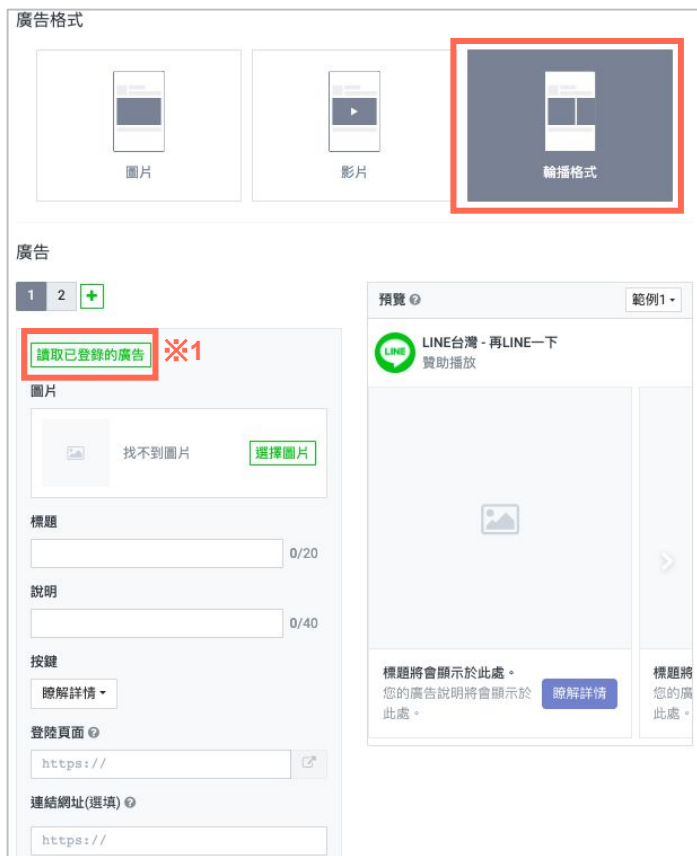 廣告格式
圖片
影片
輪播格式
廣告
1 2 +
讀取已登錄的廣告 ※1
圖片
找不到圖片 選擇圖片
標題
0/20
說明
0/40
按鍵
瞭解詳情
登陸頁面
https://
連結網址(選填)
https://
預覽 範例1
LINE LINE台灣 - 再LINE一下
贊助播放
標題將會顯示於此處。
您的廣告說明將會顯示於
此處。
瞭解詳情
標題將
您的廣
此處。